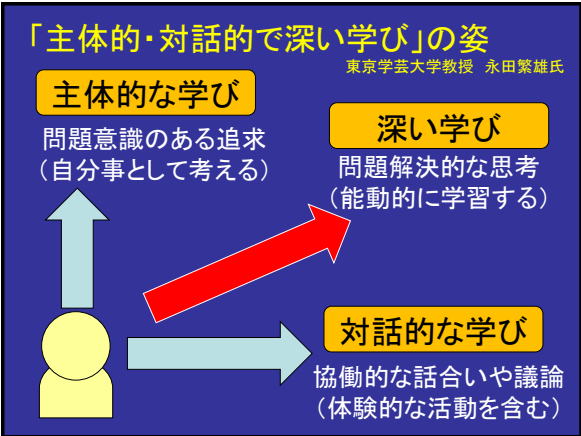 「主体的・対話的で深い学び」の姿
東京学芸大学教授 永田繁雄氏
主体的な学び
問題意識のある追求
（自分事として考える）
深い学び
問題解決的な思考
（能動的に学習する）
対話的な学び
協働的な話合いや議論
（体験的な活動を含む）